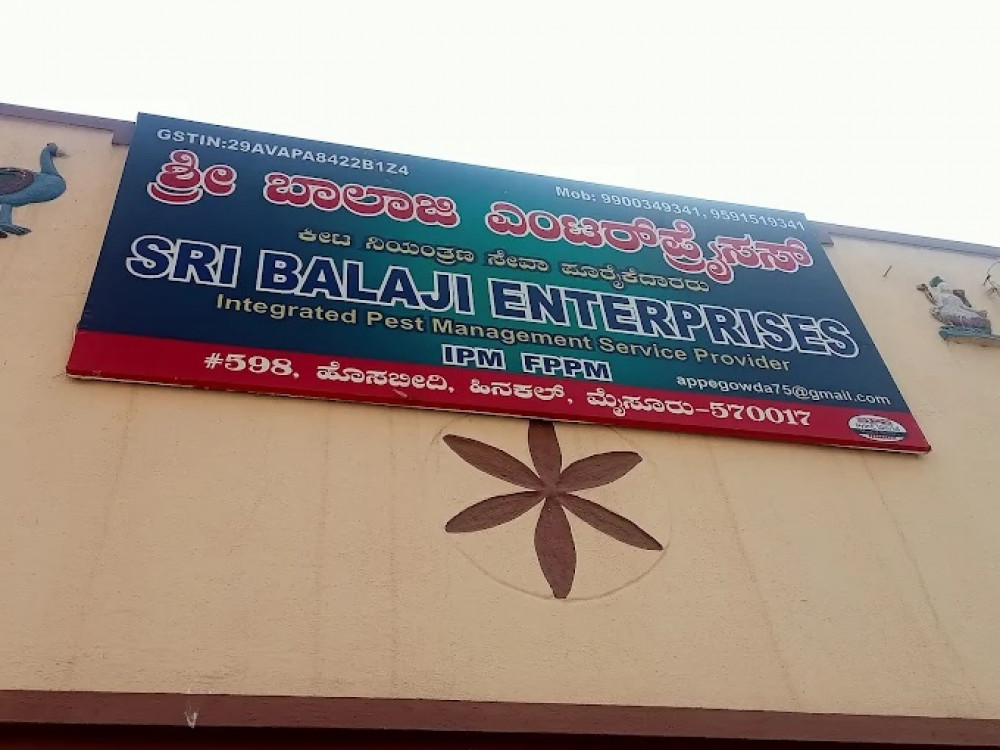 GSTIN:29AVAPA8422B1Z4
Mob: 9900349341, 9591519341
ಶ್ರೀ ಬಾಲಾಜಿ ಎಂಟರ್‌ಪ್ರೈಸಸ್
ಕೀಟ ನಿಯಂತ್ರಣ ಸೇವಾ ಪೂರೈಕೆದಾರರು
SRI BALAJI ENTERPRISES
Integrated Pest Management Service Provider
IPM FPPM
appegowda75@gmail.com
#598, ಹೊಸಬೀದಿ, ಹಿನಕಲ್, ಮೈಸೂರು-570017